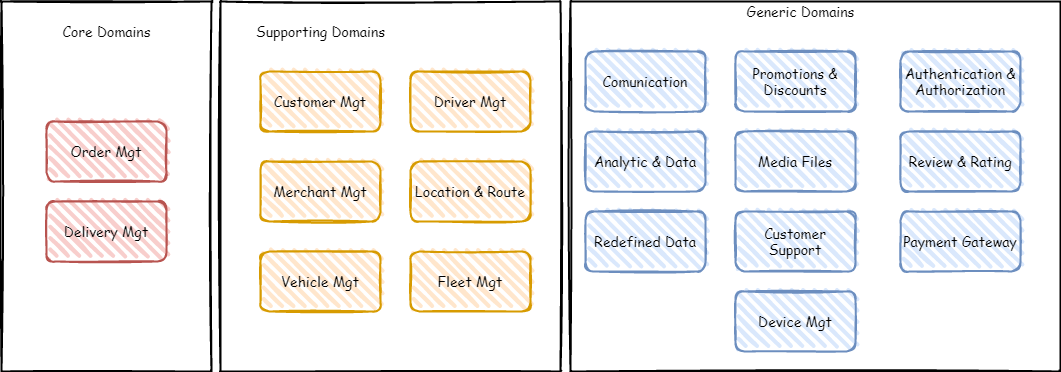 Core Domains
Order Mgt
Delivery Mgt
Supporting Domains
Customer Mgt
Driver Mgt
Merchant Mgt
Location & Route
Vehicle Mgt
Fleet Mgt
Generic Domains
Comunication
Promotions &
Discounts
Authentication &
Authorization
Analytic & Data
Media Files
Review & Rating
Redefined Data
Customer
Support
Payment Gateway
Device Mgt